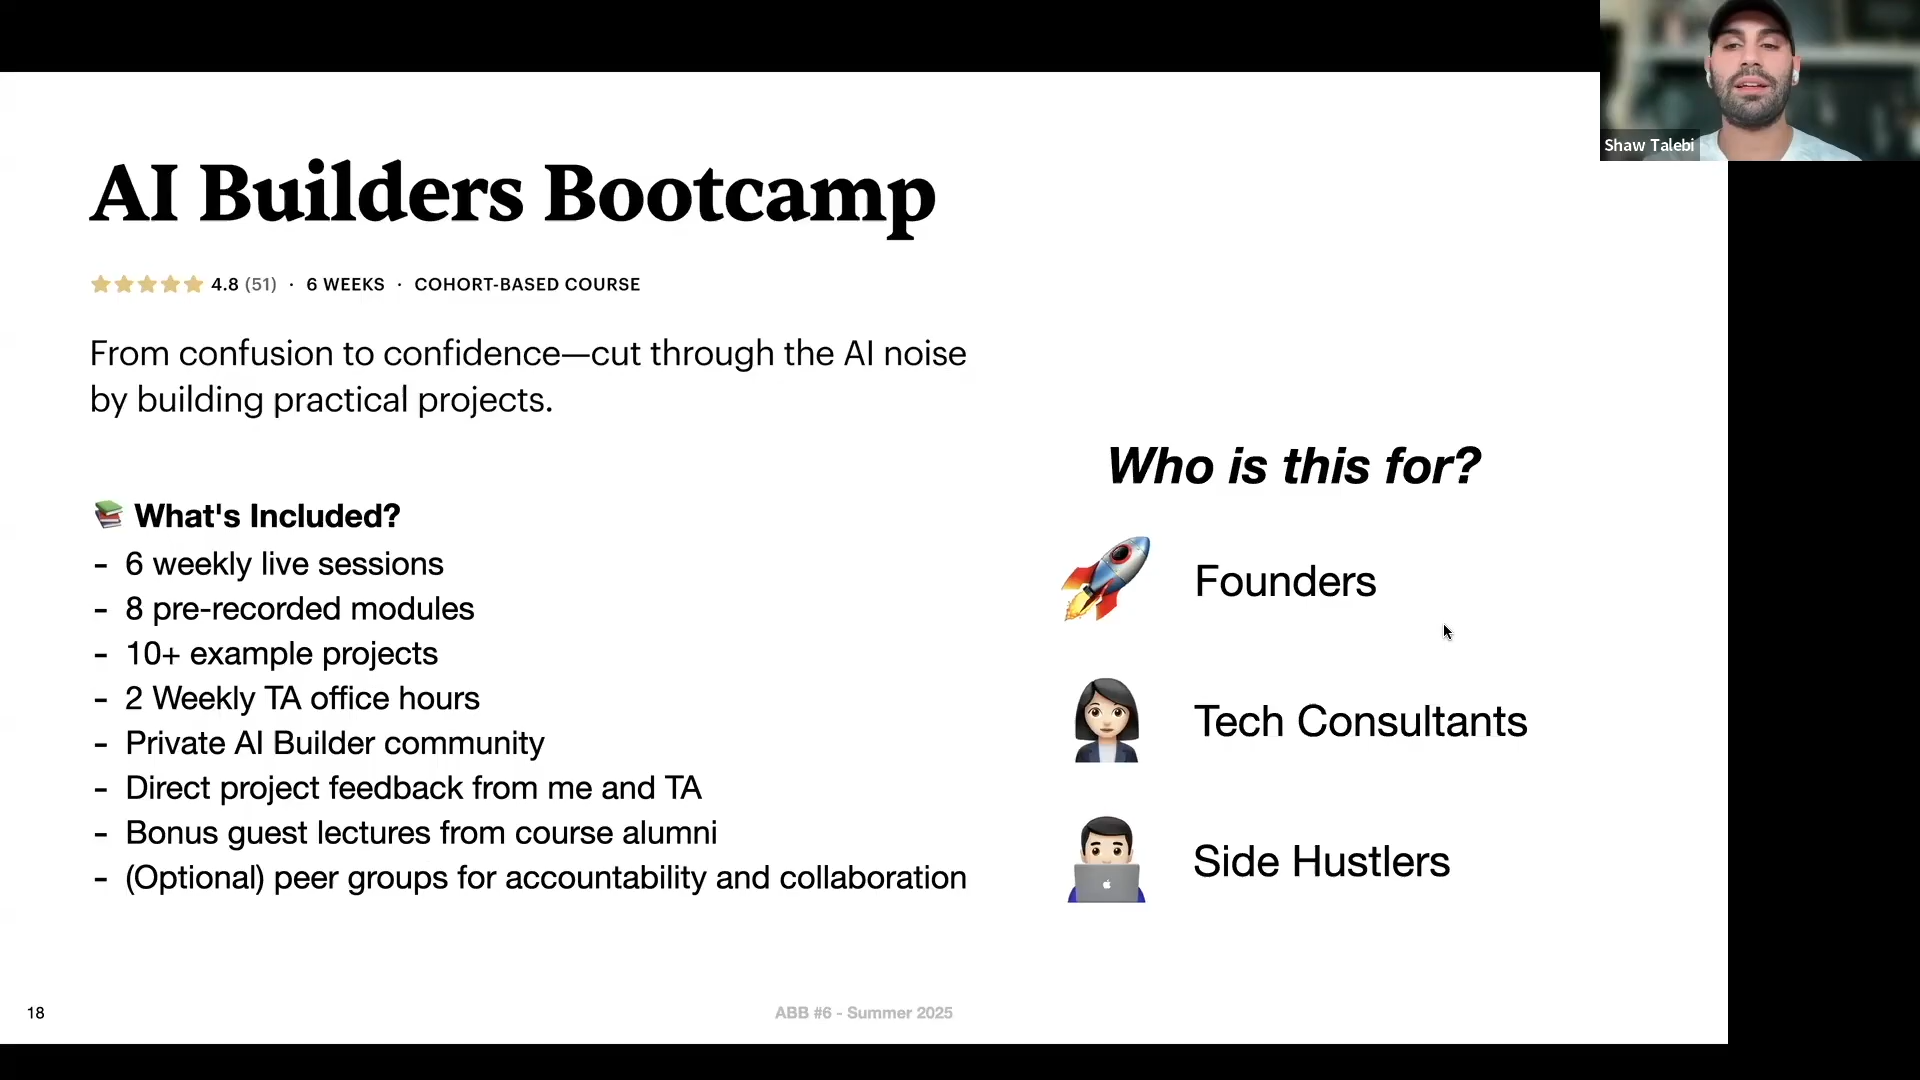 Shaw Talebi
AI Builders Bootcamp
4.8 (51) · 6 WEEKS · COHORT-BASED COURSE
From confusion to confidence—cut through the AI noise
by building practical projects.
What's Included?
- 6 weekly live sessions
- 8 pre-recorded modules
- 10+ example projects
- 2 Weekly TA office hours
- Private AI Builder community
- Direct project feedback from me and TA
- Bonus guest lectures from course alumni
- (Optional) peer groups for accountability and collaboration
Who is this for?
Founders
Tech Consultants
Side Hustlers
18
ABB #6 - Summer 2025